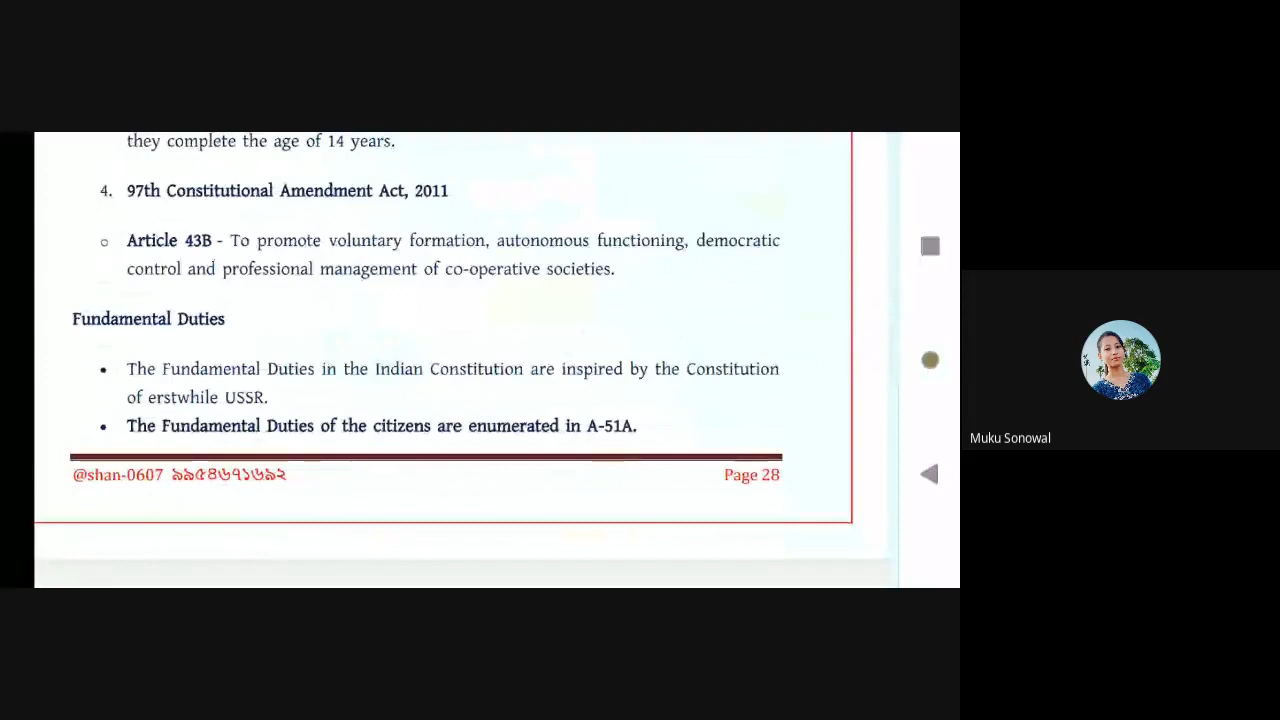 they complete the age of 14 years.
4. 97th Constitutional Amendment Act, 2011
○ Article 43B - To promote voluntary formation, autonomous functioning, democratic
control and professional management of co-operative societies.
Fundamental Duties
• The Fundamental Duties in the Indian Constitution are inspired by the Constitution
of erstwhile USSR.
• The Fundamental Duties of the citizens are enumerated in A-51A.
@shan-0607 ৯৯৫৪৬৭১৬৯২ Page 28
Muku Sonowal